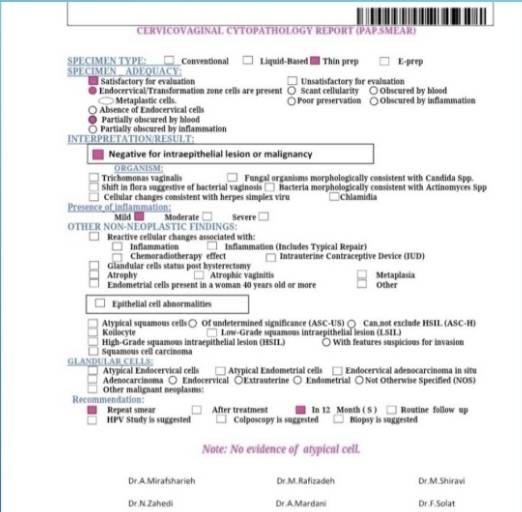 CERVICOVAGINAL CYTOPATHOLOGY REPORT (PAP.SMEAR)
SPECIMEN TYPE: Conventional Liquid-Based Thin prep E-prep
SPECIMEN ADEQUACY:
Satisfactory for evaluation Unsatisfactory for evaluation
Endocervical/Transformation zone cells are present Scant cellularity Obscured by blood
Metaplastic cells. Poor preservation Obscured by inflammation
Absence of Endocervical cells
Partially obscured by blood
Partially obscured by inflammation
INTERPRETATION/RESULT:
Negative for intraepithelial lesion or malignancy
ORGANISM:
Trichomonas vaginalis Fungal organisms morphologically consistent with Candida Spp.
Shift in flora suggestive of bacterial vaginosis Bacteria morphologically consistent with Actinomyces Spp
Cellular changes consistent with herpes simplex viru Chlamidia
Presence of inflammation:
Mild Moderate Severe
OTHER NON-NEOPLASTIC FINDINGS:
Reactive cellular changes associated with:
Inflammation Inflammation (Includes Typical Repair)
Chemoradiotherapy effect Intrauterine Contraceptive Device (IUD)
Glandular cells status post hysterectomy
Atrophy Atrophic vaginitis Metaplasia
Endometrial cells present in a woman 40 years old or more Other
Epithelial cell abnormalities
Atypical squamous cells Of undetermined significance (ASC-US) Can,not exclude HSIL (ASC-H)
Koilocyte Low-Grade squamous intraepithelial lesion (LSIL)
High-Grade squamous intraepithelial lesion (HSIL) With features suspicious for invasion
Squamous cell carcinoma
GLANDULAR CELLS:
Atypical Endocervical cells Atypical Endometrial cells Endocervical adenocarcinoma in situ
Adenocarcinoma Endocervical Extrauterine Endometrial Not Otherwise Specified (NOS)
Other malignant neoplasms:
Recommendation:
Repeat smear After treatment In 12 Month ( S ) Routine follow up
HPV Study is suggested Colposcopy is suggested Biopsy is suggested
Note: No evidence of atypical cell.
Dr.A.Mirafsharieh Dr.M.Rafizadeh Dr.M.Shiravi
Dr.N.Zahedi Dr.A.Mardani Dr.F.Solat